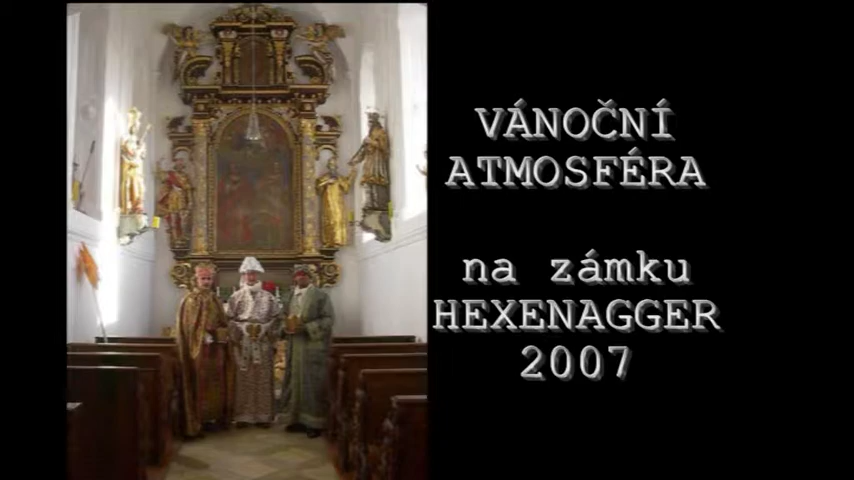 VÁNOČNÍ
ATMOSFÉRA
na zámku
HEXENAGGER
2007